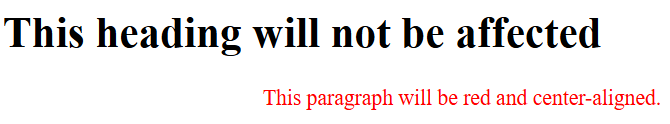 This heading will not be affected
This paragraph will be red and center-aligned.